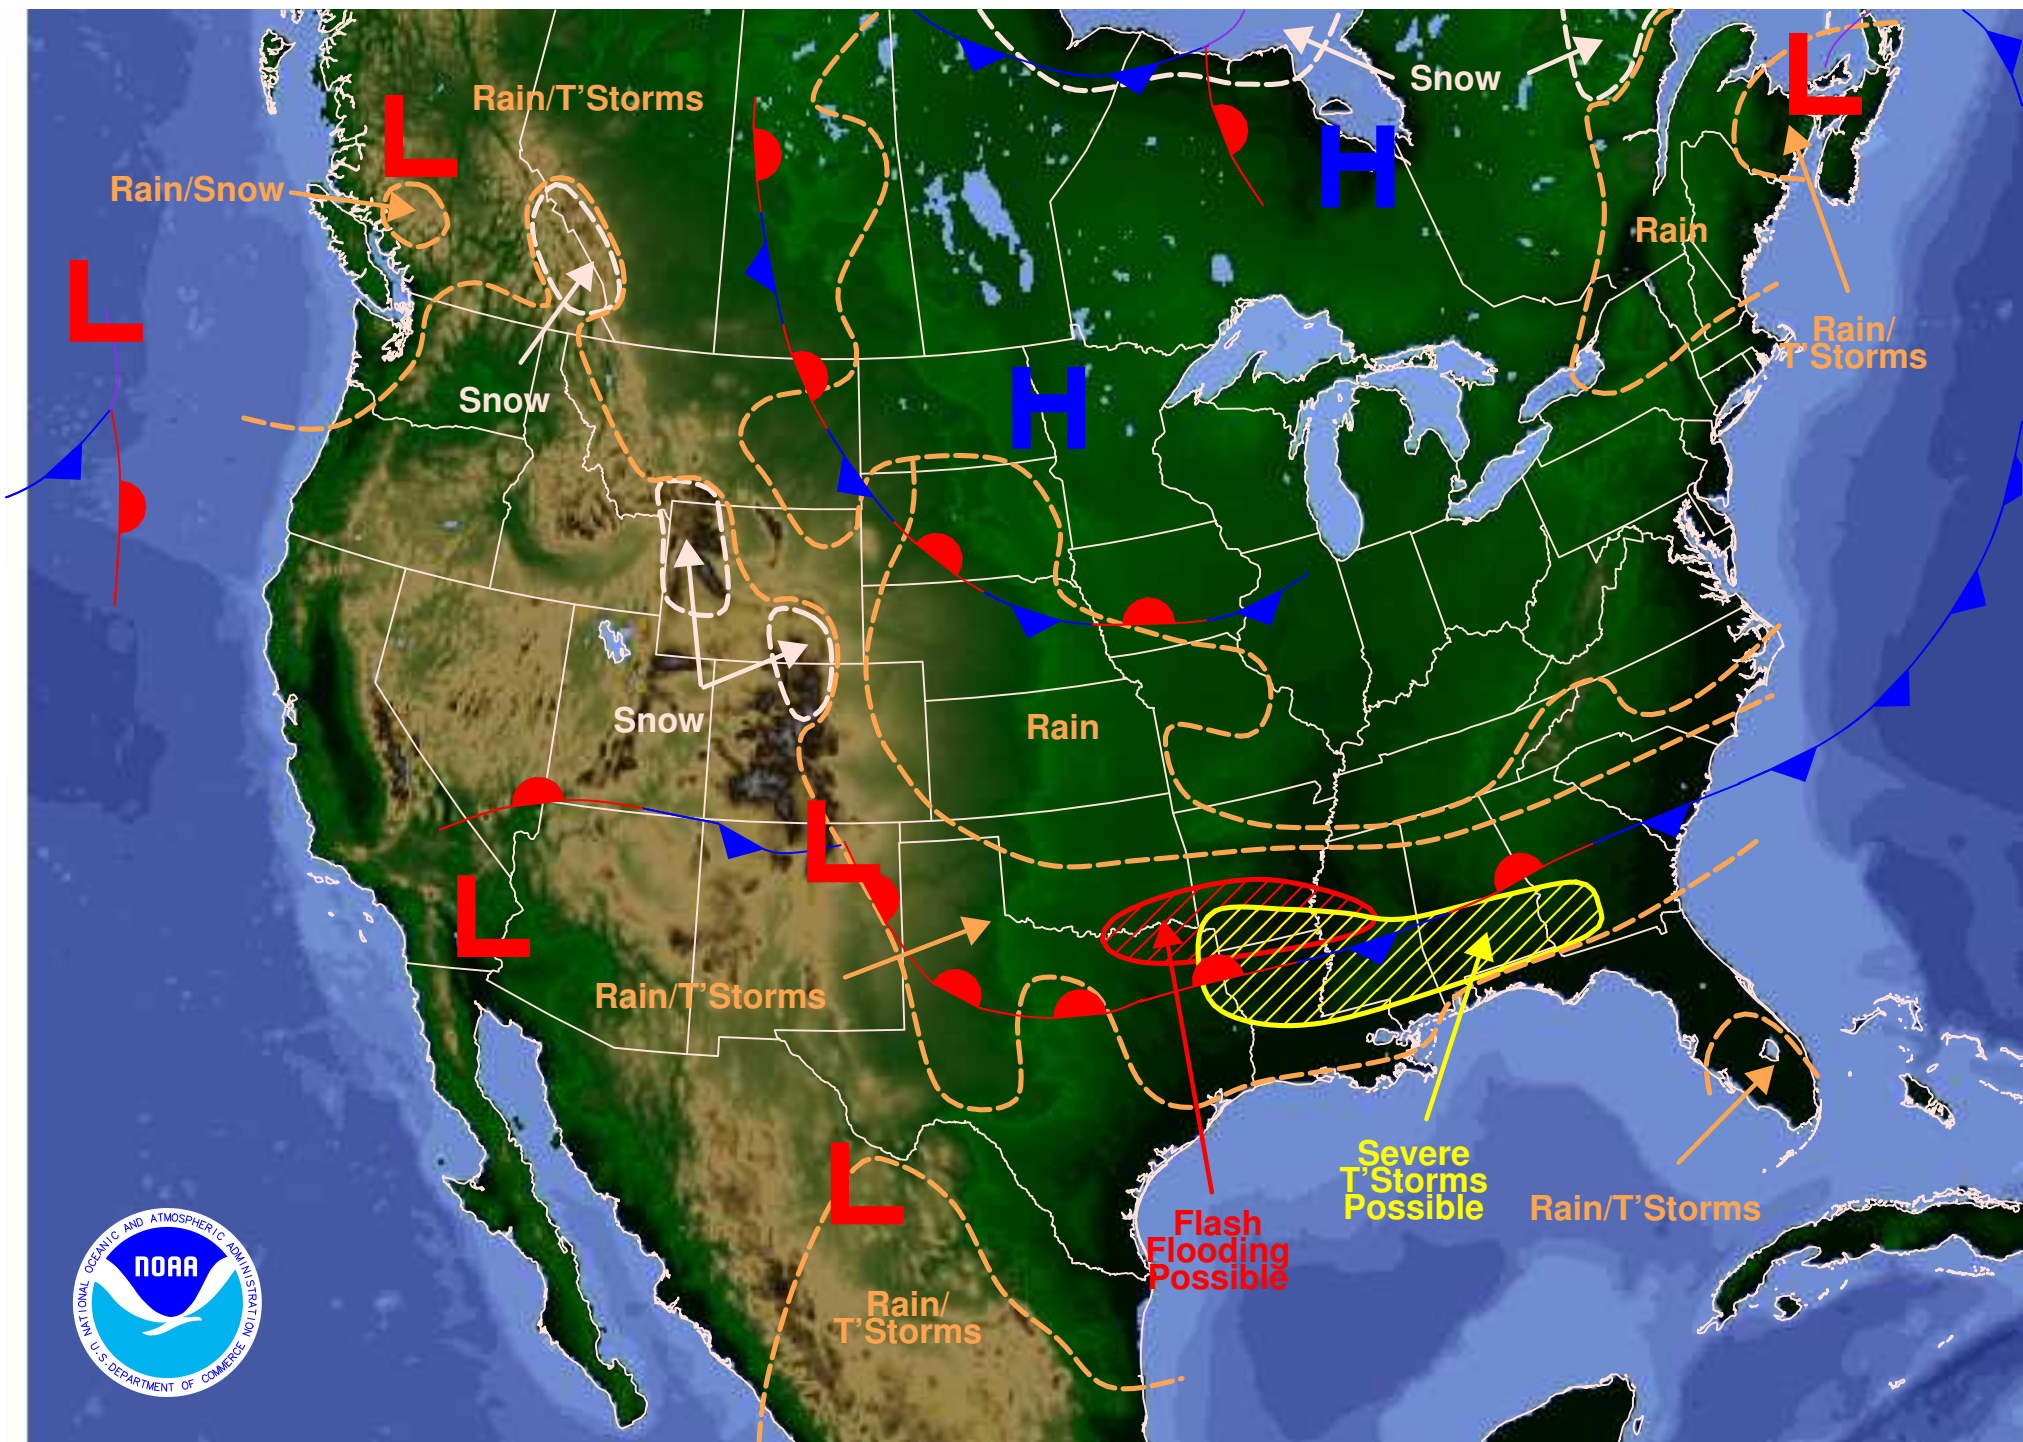 Rain/T'Storms
Snow
L
L
H
Rain/Snow
Rain
L
Rain/
T'Storms
H
Snow
Snow
Rain
L
L
Rain/T'Storms
L
Severe
T'Storms
Possible
Rain/T'Storms
Flash
Flooding
Possible
Rain/
T'Storms
NATIONAL OCEANIC AND ATMOSPHERIC ADMINISTRATION
NOAA
U.S. DEPARTMENT OF COMMERCE